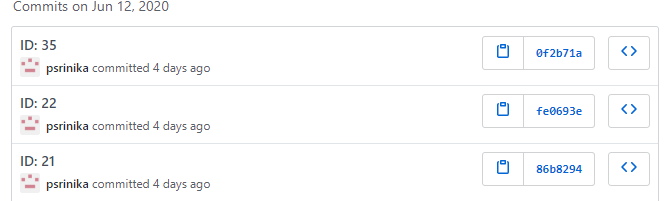 Commits on Jun 12, 2020
ID: 35
0f2b71a
psrinika committed 4 days ago
ID: 22
fe0693e
psrinika committed 4 days ago
ID: 21
86b8294
psrinika committed 4 days ago